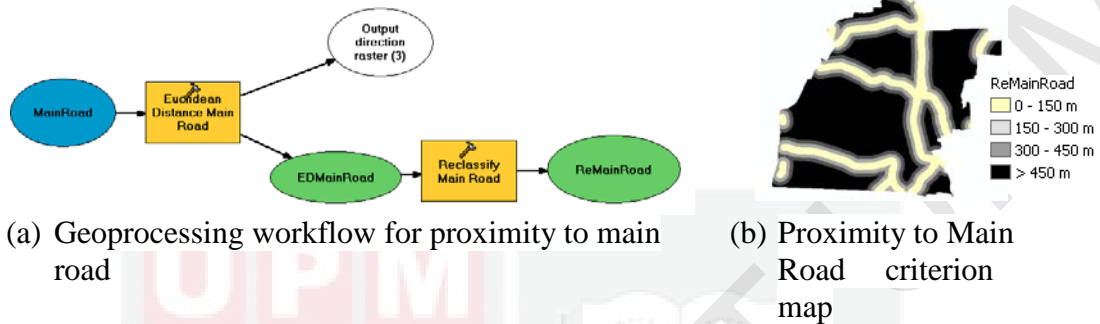 Output
direction
raster (3)
MainRoad
Euclidean
Distance Main
Road
EDMainRoad
Reclassify
Main Road
ReMainRoad
ReMainRoad
0 - 150 m
150 - 300 m
300 - 450 m
> 450 m
(a) Geoprocessing workflow for proximity to main
road
(b) Proximity to Main
Road criterion
map
UPM